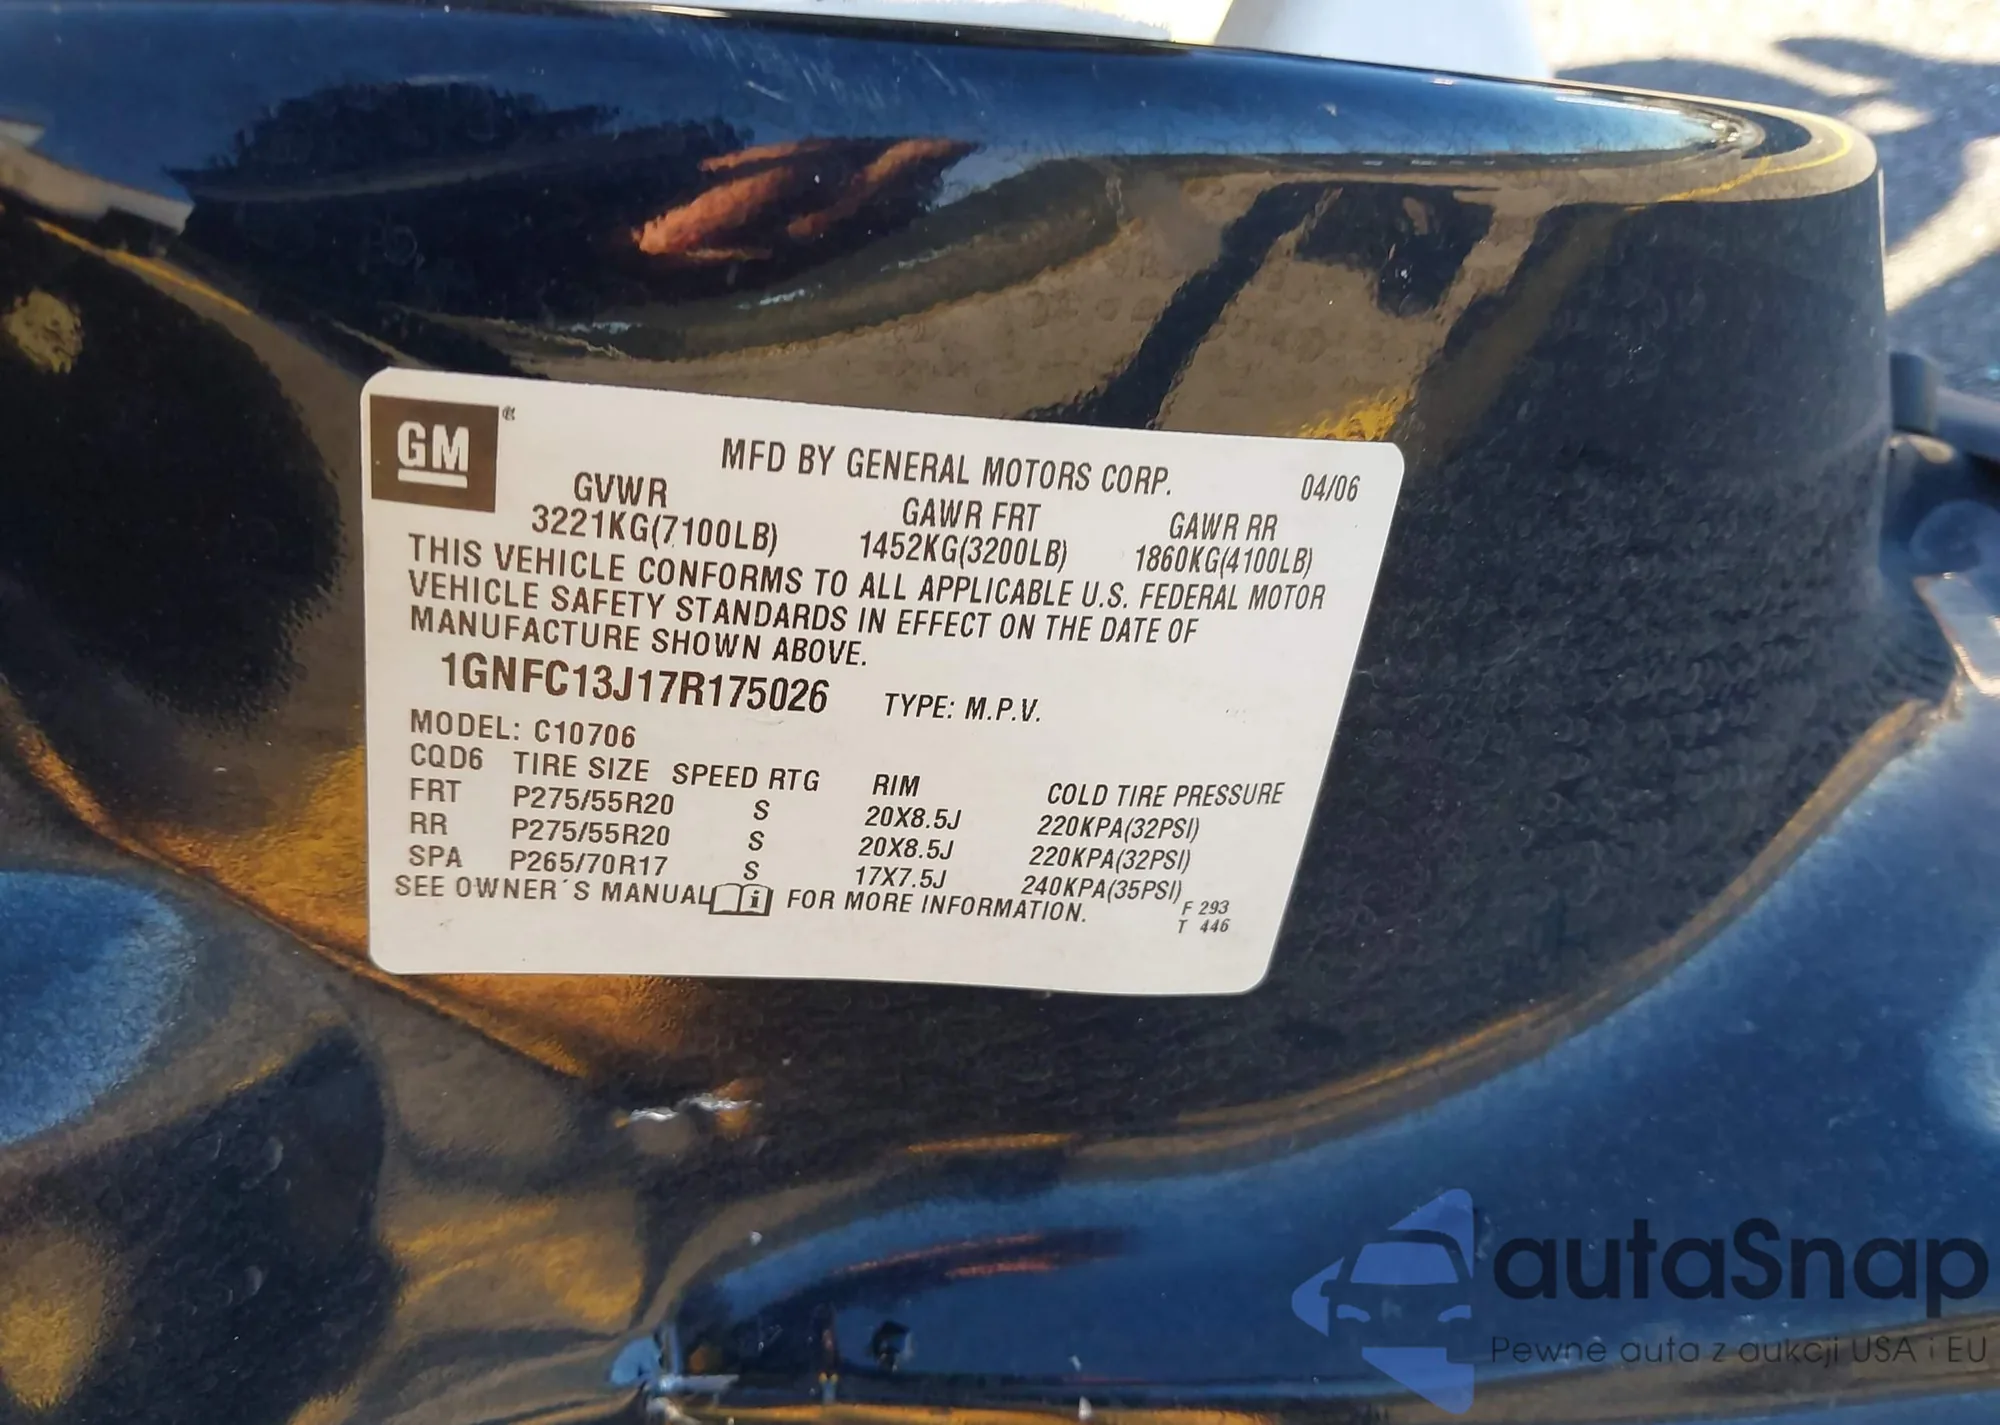 GM
MFD BY GENERAL MOTORS CORP. 04/06
GVWR GAWR FRT GAWR RR
3221KG(7100LB) 1452KG(3200LB) 1860KG(4100LB)
THIS VEHICLE CONFORMS TO ALL APPLICABLE U.S. FEDERAL MOTOR
VEHICLE SAFETY STANDARDS IN EFFECT ON THE DATE OF
MANUFACTURE SHOWN ABOVE.
1GNFC13J17R175026 TYPE: M.P.V.
MODEL: C10706
CQD6 TIRE SIZE SPEED RTG RIM COLD TIRE PRESSURE
FRT P275/55R20 S 20X8.5J 220KPA(32PSI)
RR P275/55R20 S 20X8.5J 220KPA(32PSI)
SPA P265/70R17 S 17X7.5J 240KPA(35PSI)
SEE OWNER´S MANUAL i FOR MORE INFORMATION.
F 293
T 446
autaSnap
Pewne auta z aukcji USA i EU